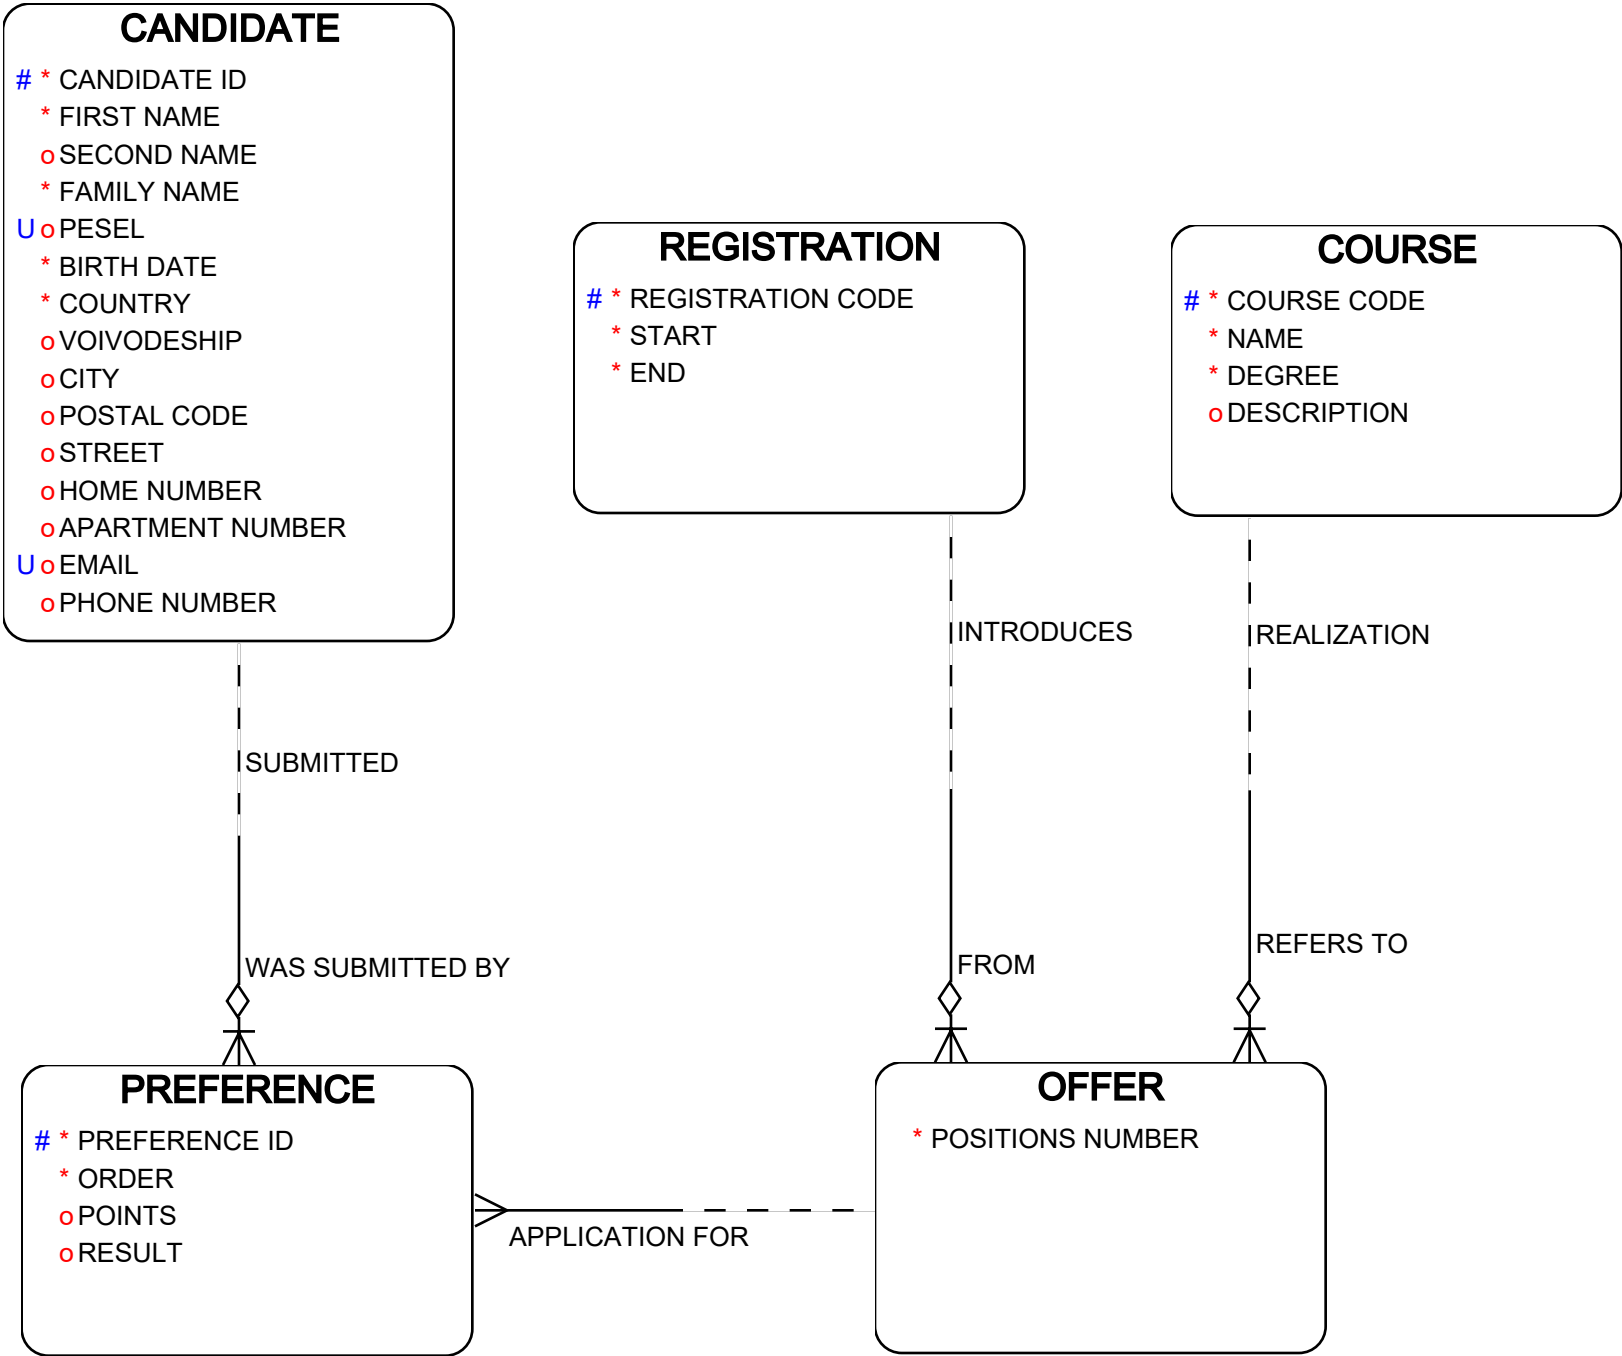 CANDIDATE
# * CANDIDATE ID
* FIRST NAME
o SECOND NAME
* FAMILY NAME
U o PESEL
* BIRTH DATE
* COUNTRY
o VOIVODESHIP
o CITY
o POSTAL CODE
o STREET
o HOME NUMBER
o APARTMENT NUMBER
U o EMAIL
o PHONE NUMBER
REGISTRATION
# * REGISTRATION CODE
* START
* END
COURSE
# * COURSE CODE
* NAME
* DEGREE
o DESCRIPTION
SUBMITTED
WAS SUBMITTED BY
INTRODUCES
FROM
REALIZATION
REFERS TO
PREFERENCE
# * PREFERENCE ID
* ORDER
o POINTS
o RESULT
APPLICATION FOR
OFFER
* POSITIONS NUMBER